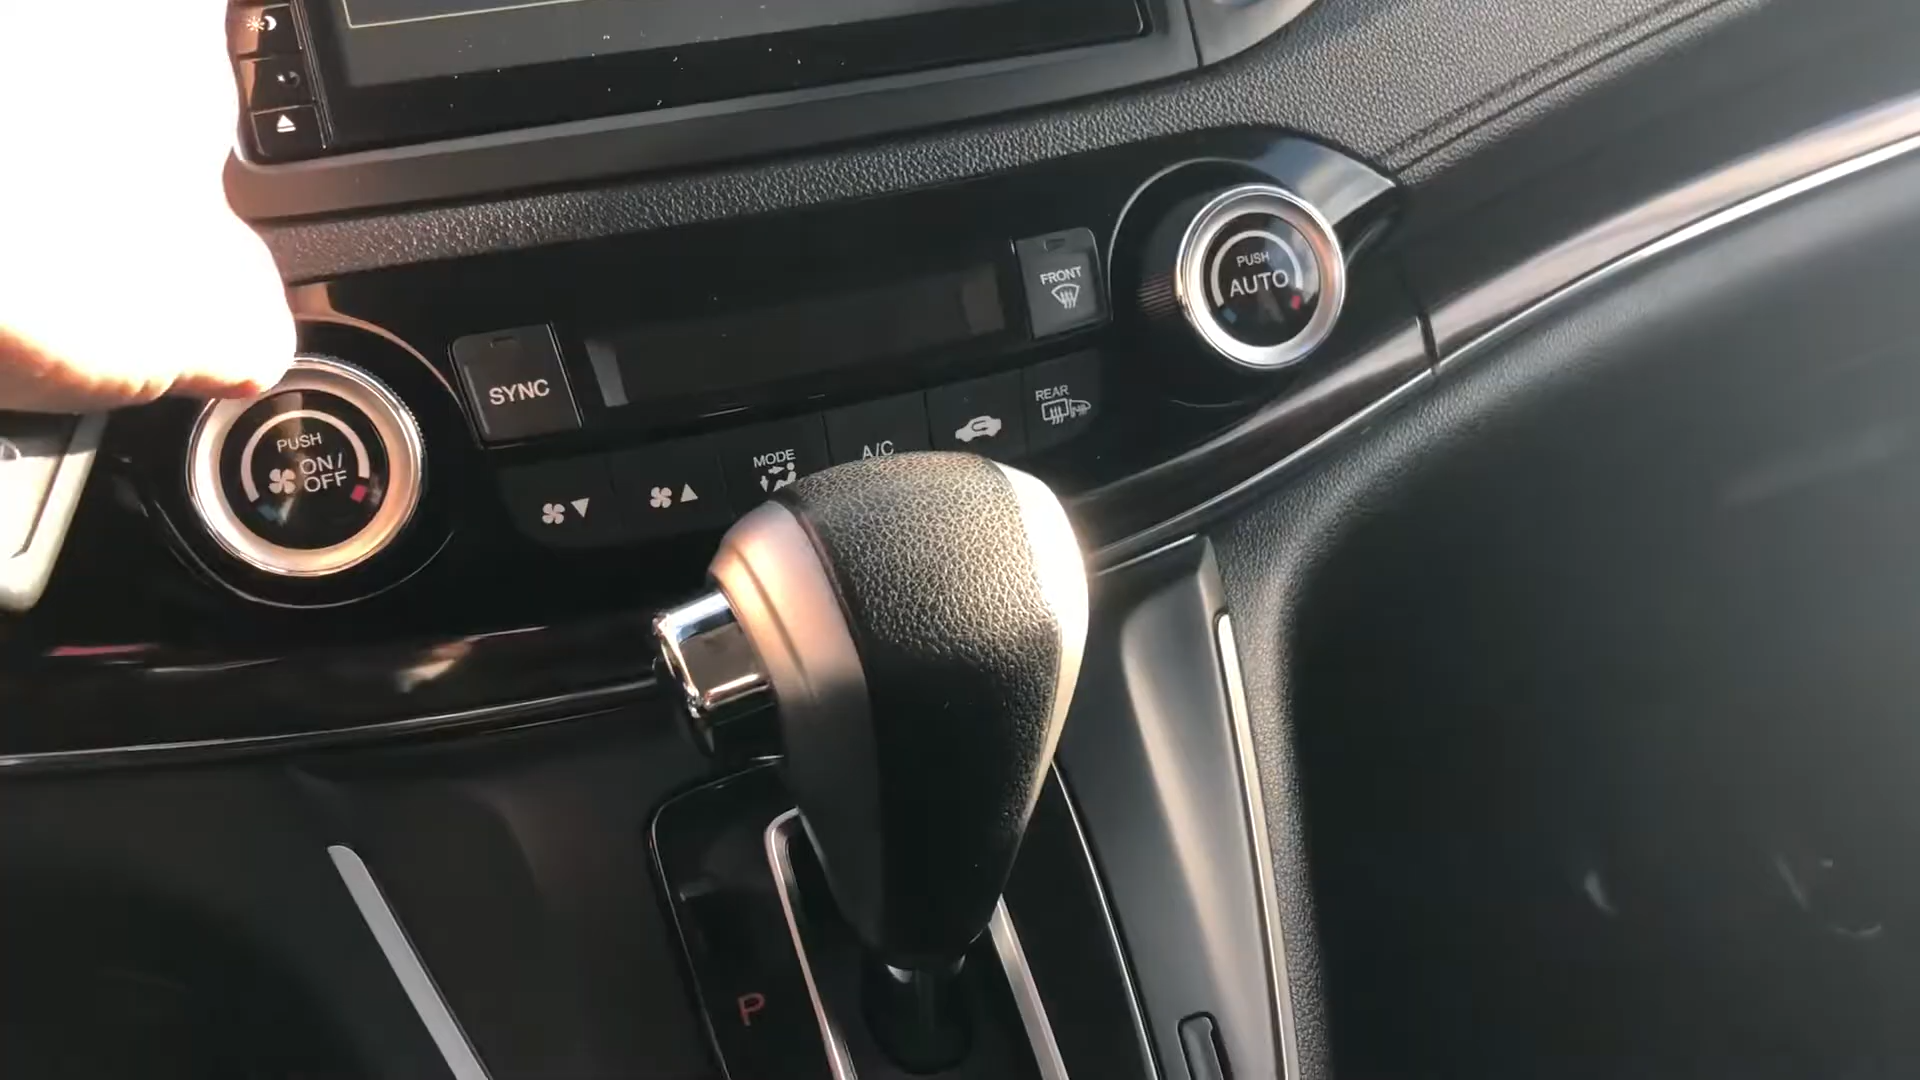 FRONT
PUSH
AUTO
SYNC
REAR
PUSH
ON/
OFF
MODE
A/C
P